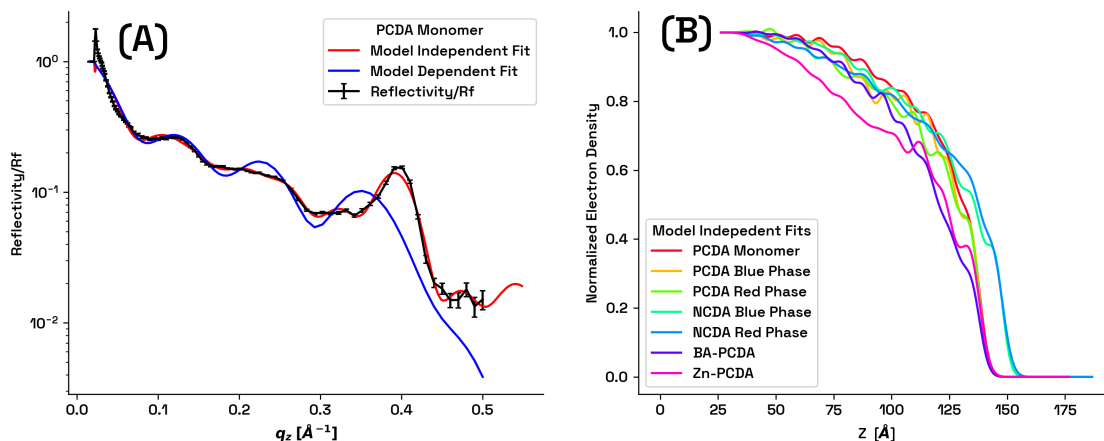 (A)
PCDA Monomer
Model Independent Fit
Model Dependent Fit
Reflectivity/Rf
Reflectivity/Rf
10⁰
10⁻¹
10⁻²
0.0 0.1 0.2 0.3 0.4 0.5
q_z [Å⁻¹]
(B)
Normalized Electron Density
1.0
0.8
0.6
0.4
0.2
0.0
Model Indepedent Fits
PCDA Monomer
PCDA Blue Phase
PCDA Red Phase
NCDA Blue Phase
NCDA Red Phase
BA-PCDA
Zn-PCDA
0 25 50 75 100 125 150 175
Z [Å]